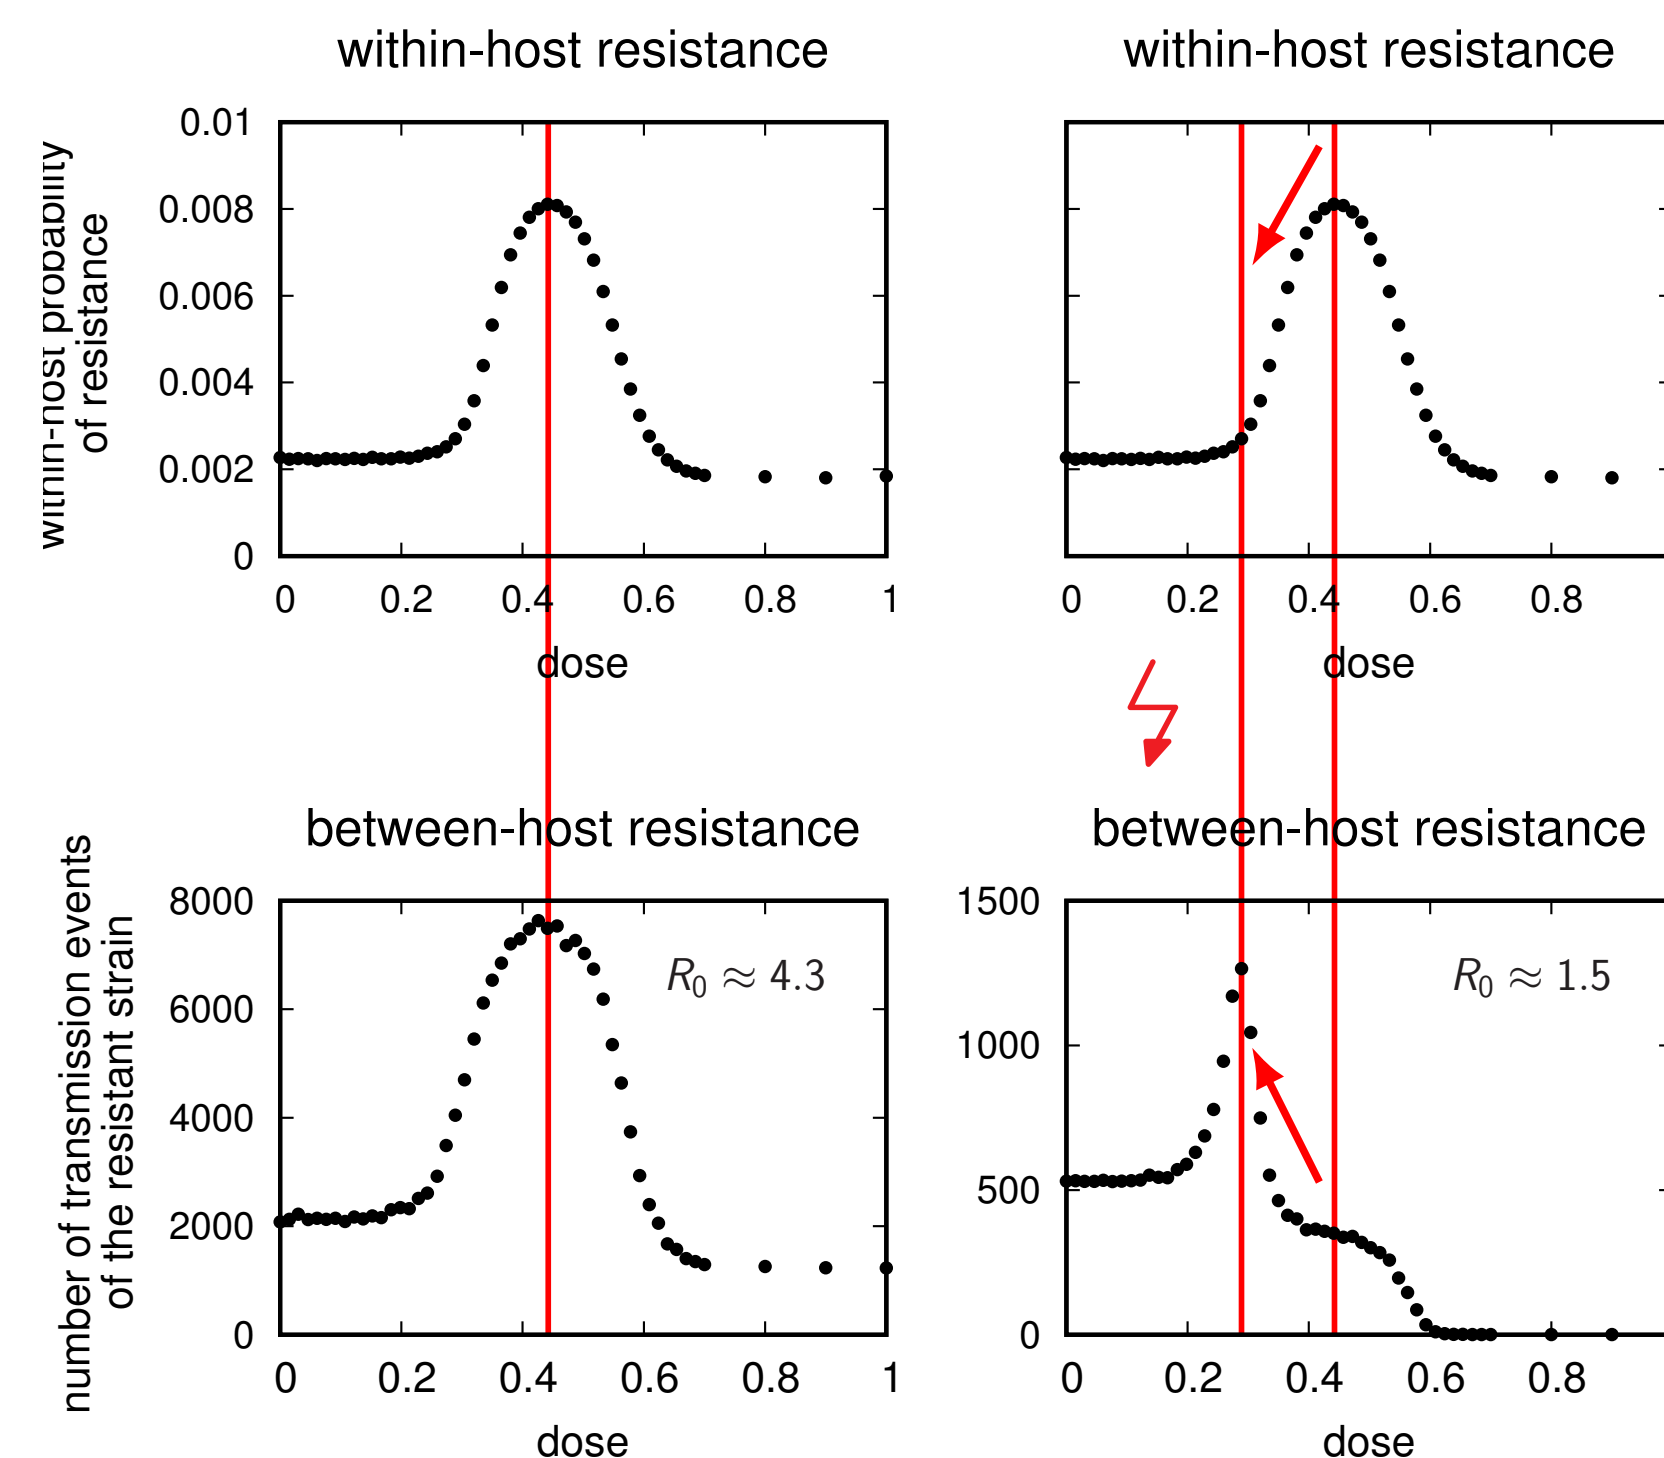 within-host resistance
within-host resistance
within-host probability
of resistance
0.01
0.008
0.006
0.004
0.002
0
0 0.2 0.4 0.6 0.8 1
dose
0 0.2 0.4 0.6 0.8
dose
between-host resistance
between-host resistance
number of transmission events
of the resistant strain
8000
6000
4000
2000
0
R₀ ≈ 4.3
0 0.2 0.4 0.6 0.8 1
dose
1500
1000
500
0
R₀ ≈ 1.5
0 0.2 0.4 0.6 0.8
dose